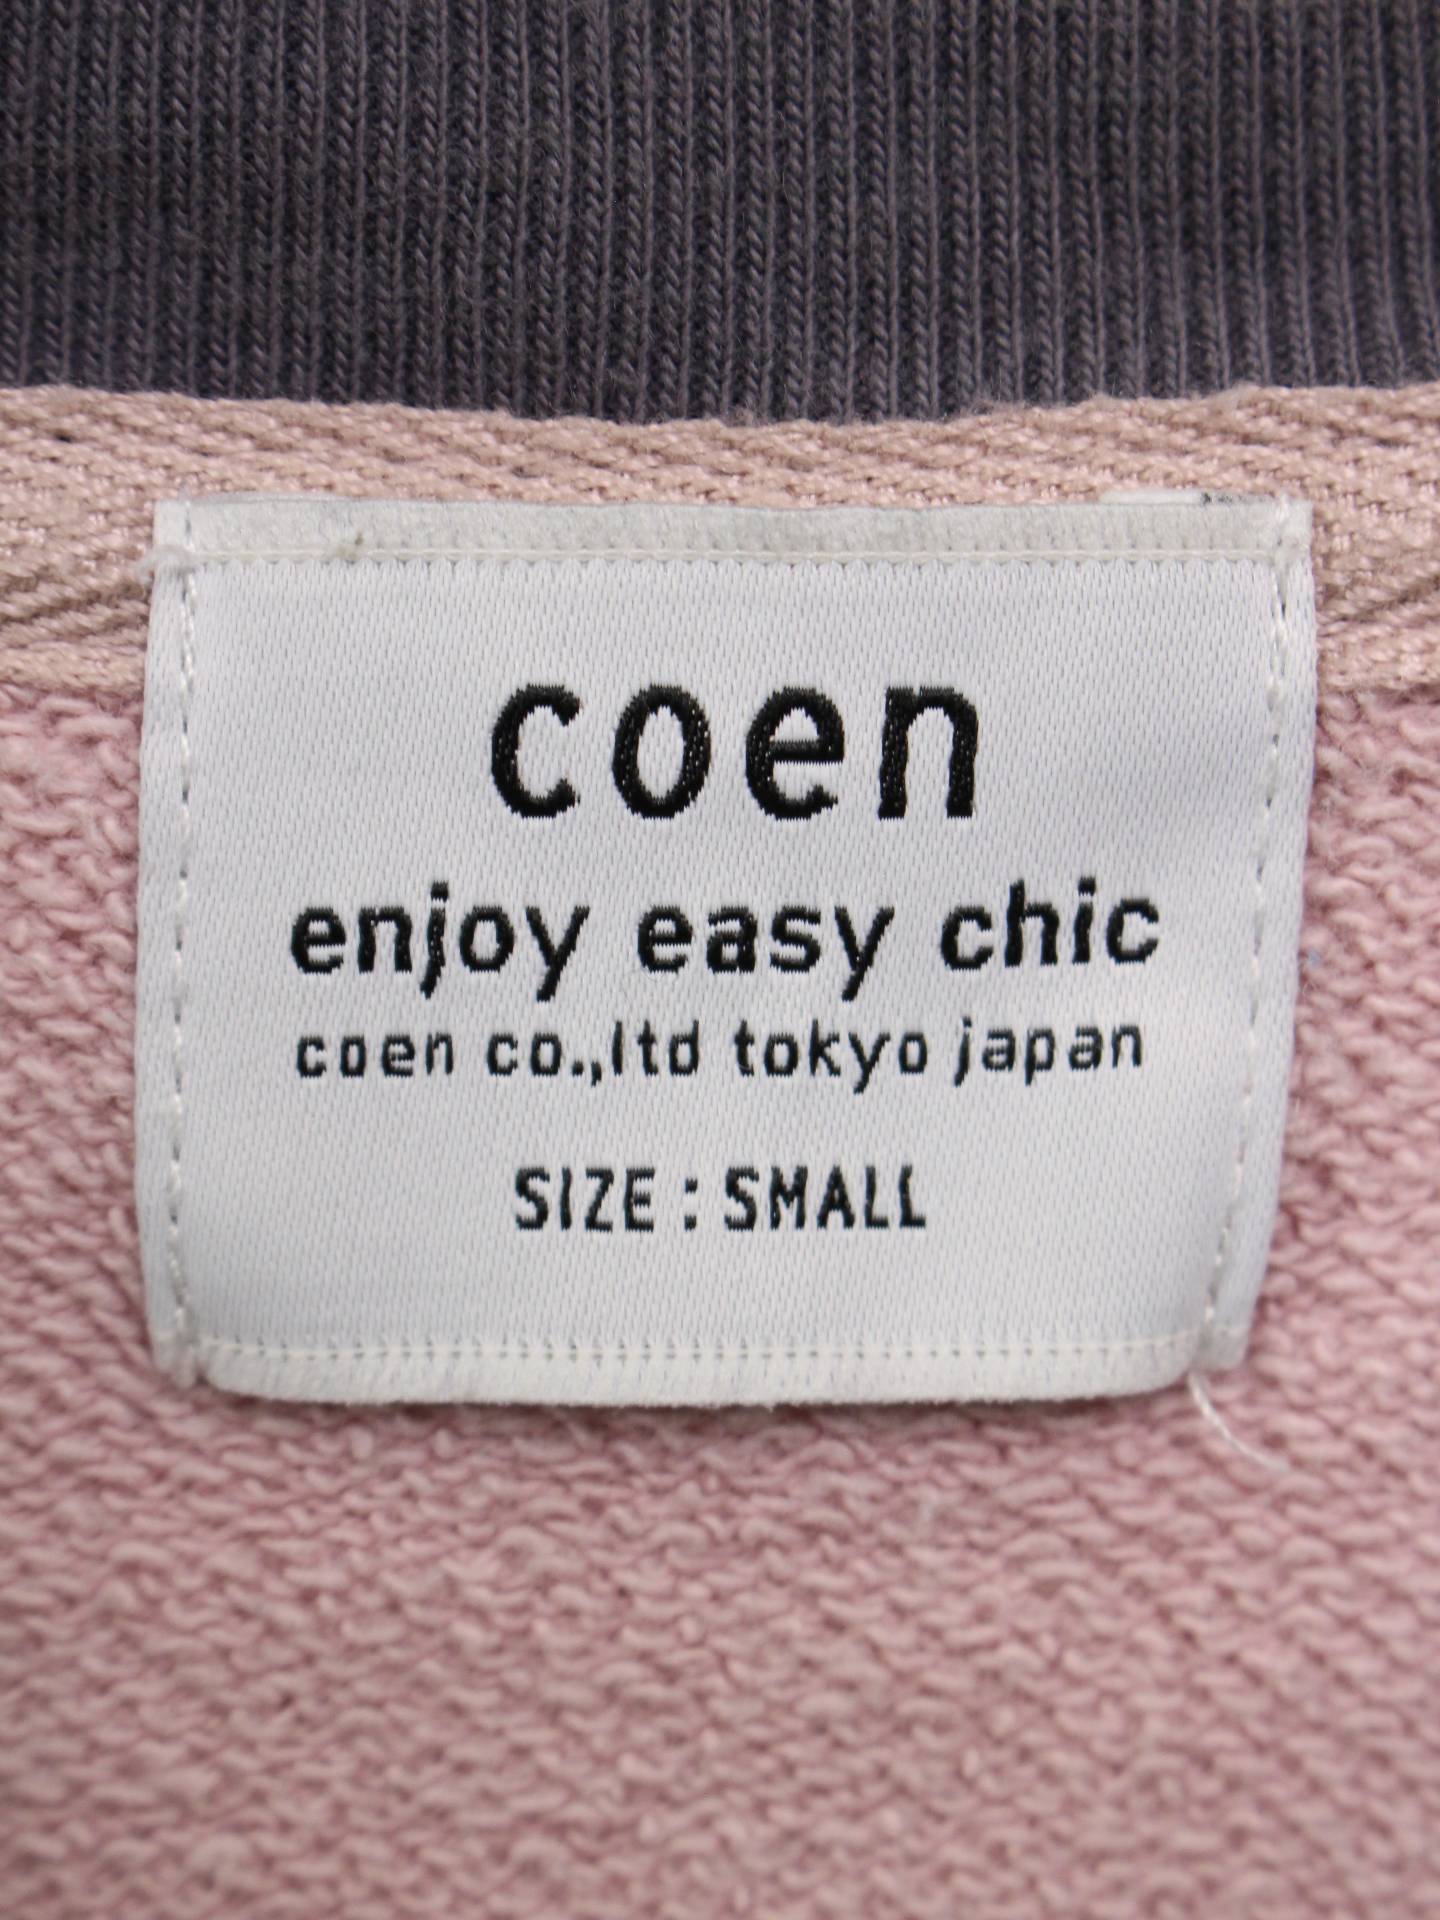 coen
enjoy easy chic
coen co.,ltd tokyo japan
SIZE : SMALL